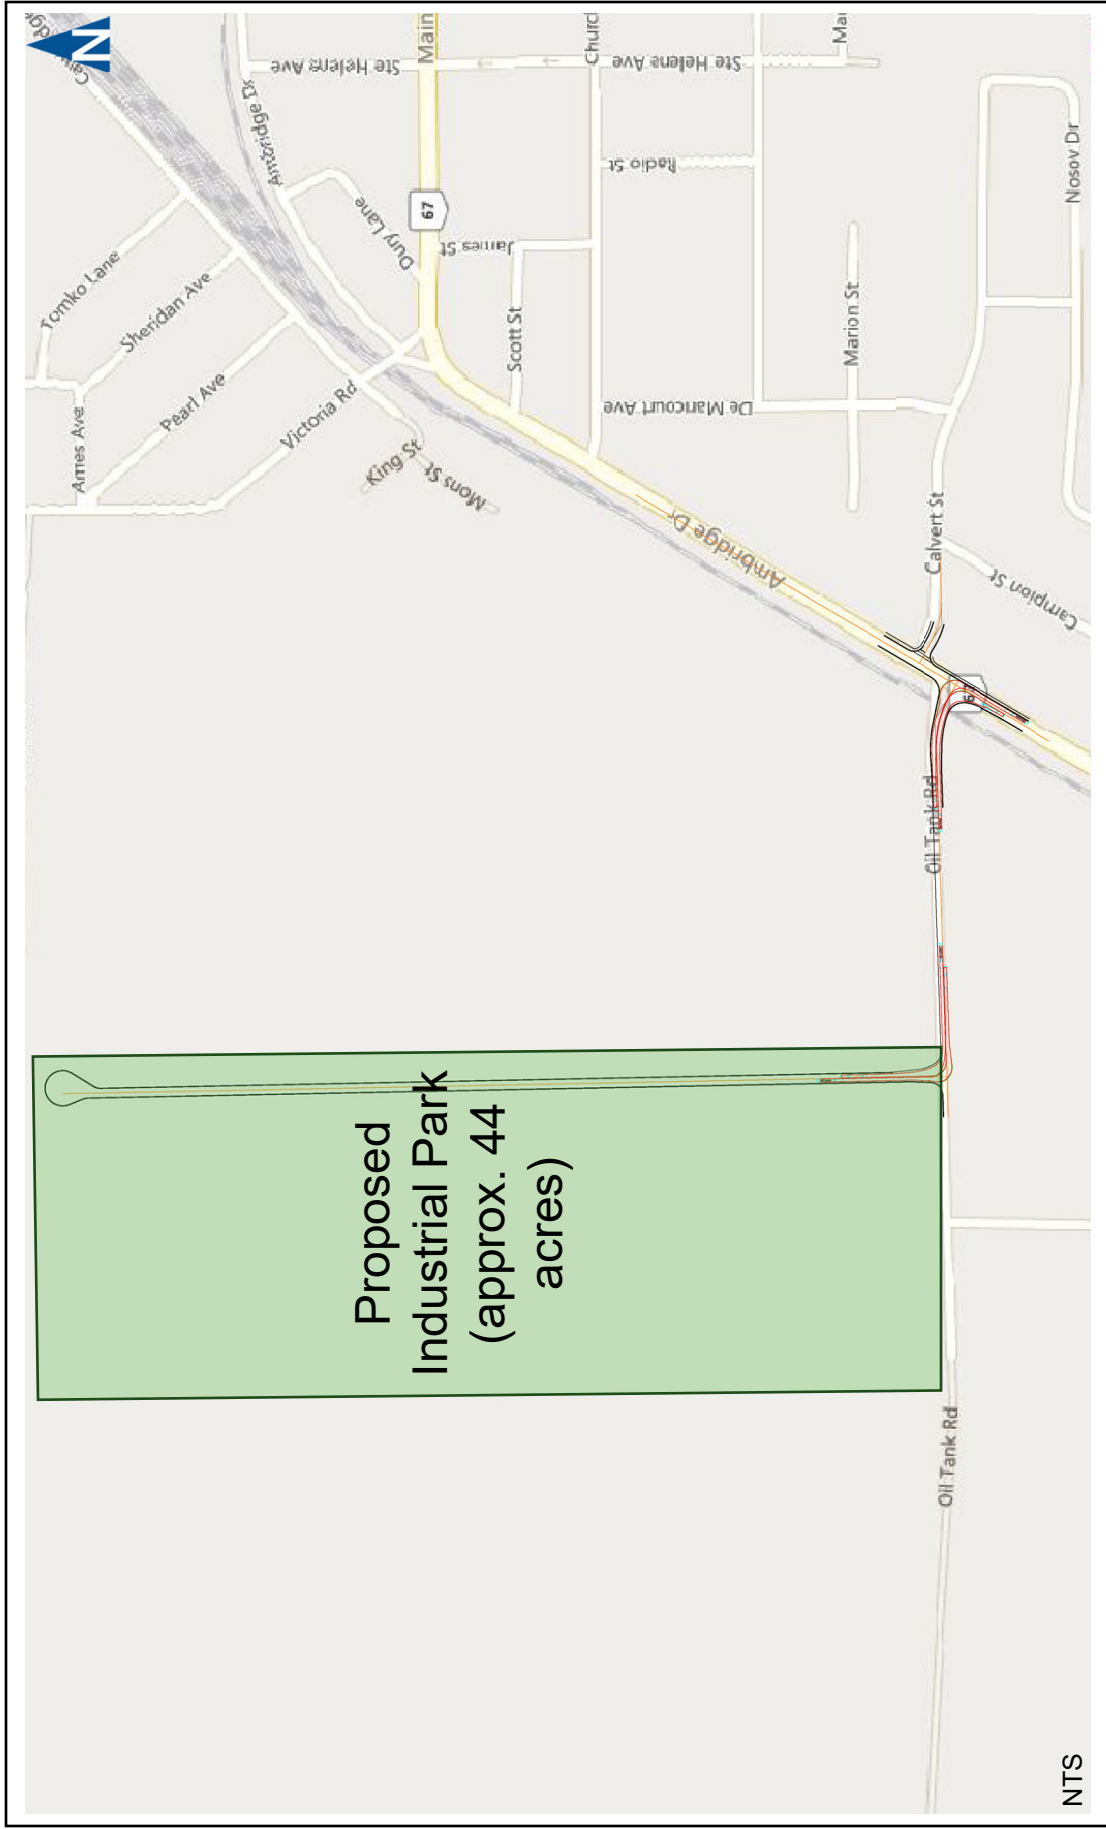 N
Ste Helene Ave
Main
Church
Ste Helene Ave
Mai
Ambridge Dr
Radio St
Nosov Dr
67
Dury Lane
James St
Tomko Lane
Sheridan Ave
Scott St
Marion St
Pearl Ave
Victoria Rd
De Maricourt Ave
Ames Ave
King St
Mons St
Ambridge Dr
Calvert St
Campion St
Oil Tank Rd
Proposed
Industrial Park
(approx. 44
acres)
Oil Tank Rd
NTS